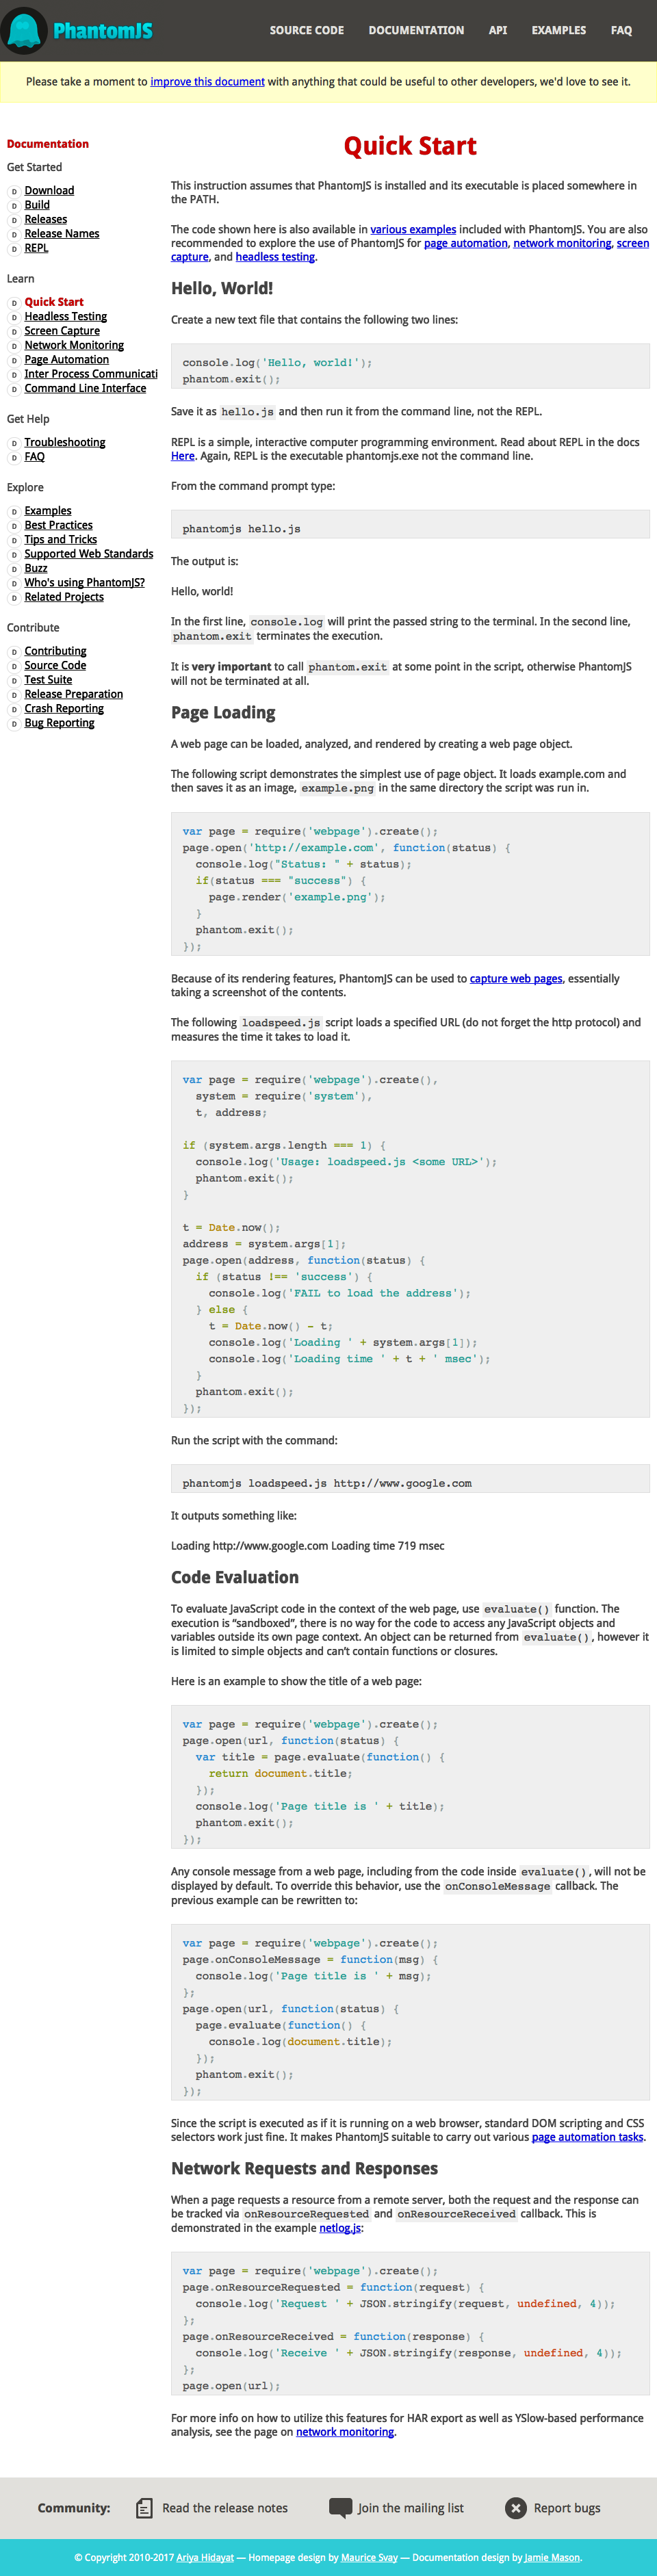 PhantomJS
SOURCE CODE DOCUMENTATION API EXAMPLES FAQ
Please take a moment to improve this document with anything that could be useful to other developers, we'd love to see it.
Documentation
Get Started
D Download
D Build
D Releases
D Release Names
D REPL
Learn
D Quick Start
D Headless Testing
D Screen Capture
D Network Monitoring
D Page Automation
D Inter Process Communicati
D Command Line Interface
Get Help
D Troubleshooting
D FAQ
Explore
D Examples
D Best Practices
D Tips and Tricks
D Supported Web Standards
D Buzz
D Who's using PhantomJS?
D Related Projects
Contribute
D Contributing
D Source Code
D Test Suite
D Release Preparation
D Crash Reporting
D Bug Reporting
Quick Start
This instruction assumes that PhantomJS is installed and its executable is placed somewhere in
the PATH.
The code shown here is also available in various examples included with PhantomJS. You are also
recommended to explore the use of PhantomJS for page automation, network monitoring, screen
capture, and headless testing.
Hello, World!
Create a new text file that contains the following two lines:
console.log('Hello, world!');
phantom.exit();
Save it as hello.js and then run it from the command line, not the REPL.
REPL is a simple, interactive computer programming environment. Read about REPL in the docs
Here. Again, REPL is the executable phantomjs.exe not the command line.
From the command prompt type:
phantomjs hello.js
The output is:
Hello, world!
In the first line, console.log will print the passed string to the terminal. In the second line,
phantom.exit terminates the execution.
It is very important to call phantom.exit at some point in the script, otherwise PhantomJS
will not be terminated at all.
Page Loading
A web page can be loaded, analyzed, and rendered by creating a web page object.
The following script demonstrates the simplest use of page object. It loads example.com and
then saves it as an image, example.png in the same directory the script was run in.
var page = require('webpage').create();
page.open('http://example.com', function(status) {
  console.log("Status: " + status);
  if(status === "success") {
    page.render('example.png');
  }
  phantom.exit();
});
Because of its rendering features, PhantomJS can be used to capture web pages, essentially
taking a screenshot of the contents.
The following loadspeed.js script loads a specified URL (do not forget the http protocol) and
measures the time it takes to load it.
var page = require('webpage').create(),
  system = require('system'),
  t, address;
if (system.args.length === 1) {
  console.log('Usage: loadspeed.js <some URL>');
  phantom.exit();
}
t = Date.now();
address = system.args[1];
page.open(address, function(status) {
  if (status !== 'success') {
    console.log('FAIL to load the address');
  } else {
    t = Date.now() - t;
    console.log('Loading ' + system.args[1]);
    console.log('Loading time ' + t + ' msec');
  }
  phantom.exit();
});
Run the script with the command:
phantomjs loadspeed.js http://www.google.com
It outputs something like:
Loading http://www.google.com Loading time 719 msec
Code Evaluation
To evaluate JavaScript code in the context of the web page, use evaluate() function. The
execution is “sandboxed”, there is no way for the code to access any JavaScript objects and
variables outside its own page context. An object can be returned from evaluate(), however it
is limited to simple objects and can’t contain functions or closures.
Here is an example to show the title of a web page:
var page = require('webpage').create();
page.open(url, function(status) {
  var title = page.evaluate(function() {
    return document.title;
  });
  console.log('Page title is ' + title);
  phantom.exit();
});
Any console message from a web page, including from the code inside evaluate(), will not be
displayed by default. To override this behavior, use the onConsoleMessage callback. The
previous example can be rewritten to:
var page = require('webpage').create();
page.onConsoleMessage = function(msg) {
  console.log('Page title is ' + msg);
};
page.open(url, function(status) {
  page.evaluate(function() {
    console.log(document.title);
  });
  phantom.exit();
});
Since the script is executed as if it is running on a web browser, standard DOM scripting and CSS
selectors work just fine. It makes PhantomJS suitable to carry out various page automation tasks.
Network Requests and Responses
When a page requests a resource from a remote server, both the request and the response can
be tracked via onResourceRequested and onResourceReceived callback. This is
demonstrated in the example netlog.js:
var page = require('webpage').create();
page.onResourceRequested = function(request) {
  console.log('Request ' + JSON.stringify(request, undefined, 4));
};
page.onResourceReceived = function(response) {
  console.log('Receive ' + JSON.stringify(response, undefined, 4));
};
page.open(url);
For more info on how to utilize this features for HAR export as well as YSlow-based performance
analysis, see the page on network monitoring.
Community: Read the release notes Join the mailing list Report bugs
© Copyright 2010-2017 Ariya Hidayat — Homepage design by Maurice Svay — Documentation design by Jamie Mason.